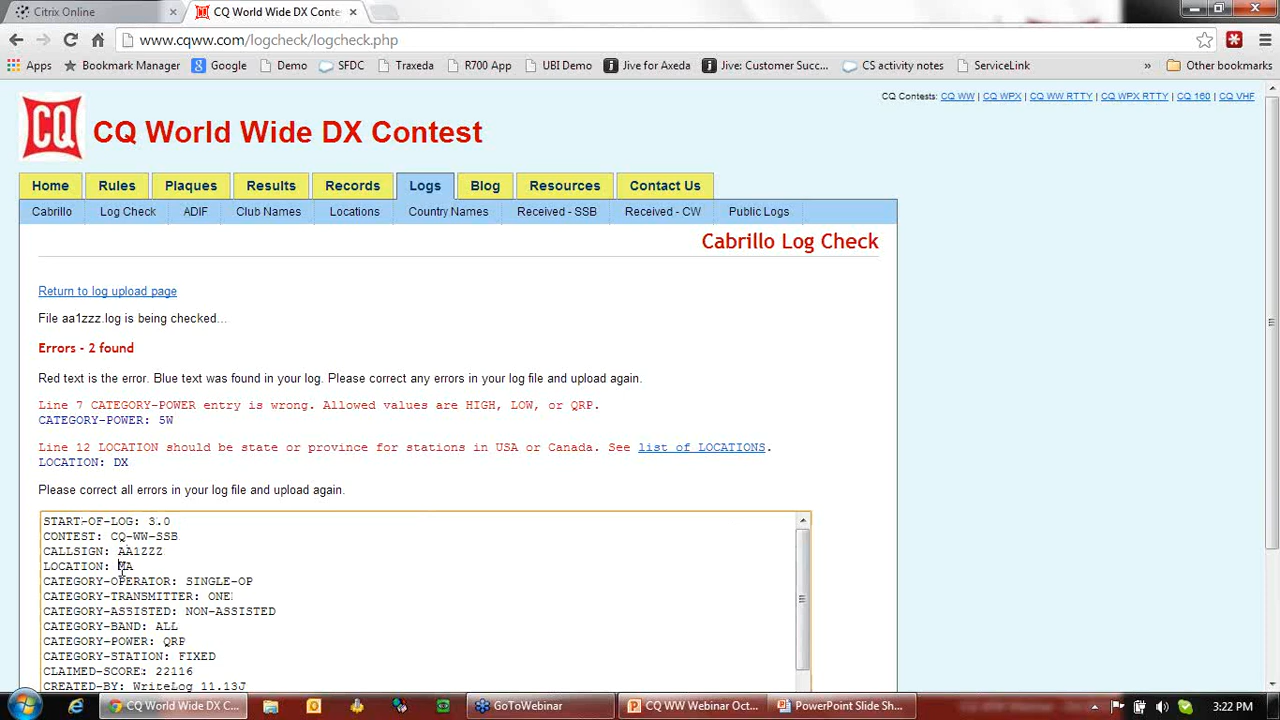 Citrix Online
CQ World Wide DX Conte
www.cqww.com/logcheck/logcheck.php
Apps Bookmark Manager Google Demo SFDC Traxeda R700 App UBI Demo Jive for Axeda Jive: Customer Succ... CS activity notes ServiceLink » Other bookmarks
CQ Contests: CQ WW | CQ WPX | CQ WW RTTY | CQ WPX RTTY | CQ 160 | CQ VHF
CQ
CQ World Wide DX Contest
Home Rules Plaques Results Records Logs Blog Resources Contact Us
Cabrillo Log Check ADIF Club Names Locations Country Names Received - SSB Received - CW Public Logs
Cabrillo Log Check
Return to log upload page
File aa1zzz.log is being checked...
Errors - 2 found
Red text is the error. Blue text was found in your log. Please correct any errors in your log file and upload again.
Line 7 CATEGORY-POWER entry is wrong. Allowed values are HIGH, LOW, or QRP.
CATEGORY-POWER: 5W
Line 12 LOCATION should be state or province for stations in USA or Canada. See list of LOCATIONS.
LOCATION: DX
Please correct all errors in your log file and upload again.
START-OF-LOG: 3.0
CONTEST: CQ-WW-SSB
CALLSIGN: AA1ZZZ
LOCATION: MA
CATEGORY-OPERATOR: SINGLE-OP
CATEGORY-TRANSMITTER: ONE
CATEGORY-ASSISTED: NON-ASSISTED
CATEGORY-BAND: ALL
CATEGORY-POWER: QRP
CATEGORY-STATION: FIXED
CLAIMED-SCORE: 22116
CREATED-BY: WriteLog 11.13J
CQ World Wide DX C... GoToWebinar CQ WW Webinar Oct... PowerPoint Slide Sh... 3:22 PM